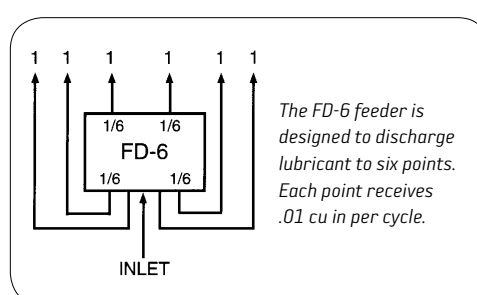 1 1 1 1 1 1
1/6 1/6
FD-6
1/6 1/6
INLET
The FD-6 feeder is
designed to discharge
lubricant to six points.
Each point receives
.01 cu in per cycle.